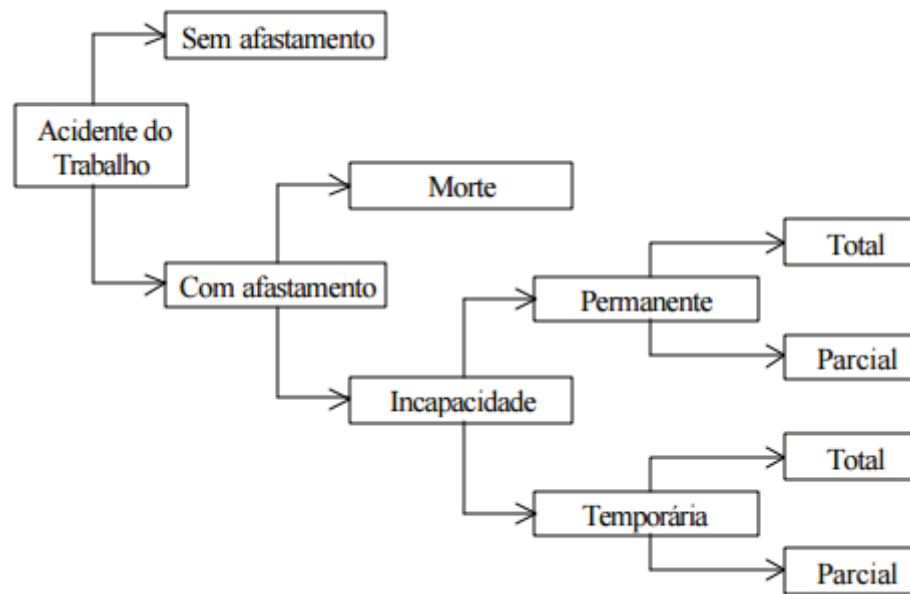 Sem afastamento
Acidente do
Trabalho
Morte
Com afastamento
Total
Permanente
Parcial
Incapacidade
Total
Temporária
Parcial